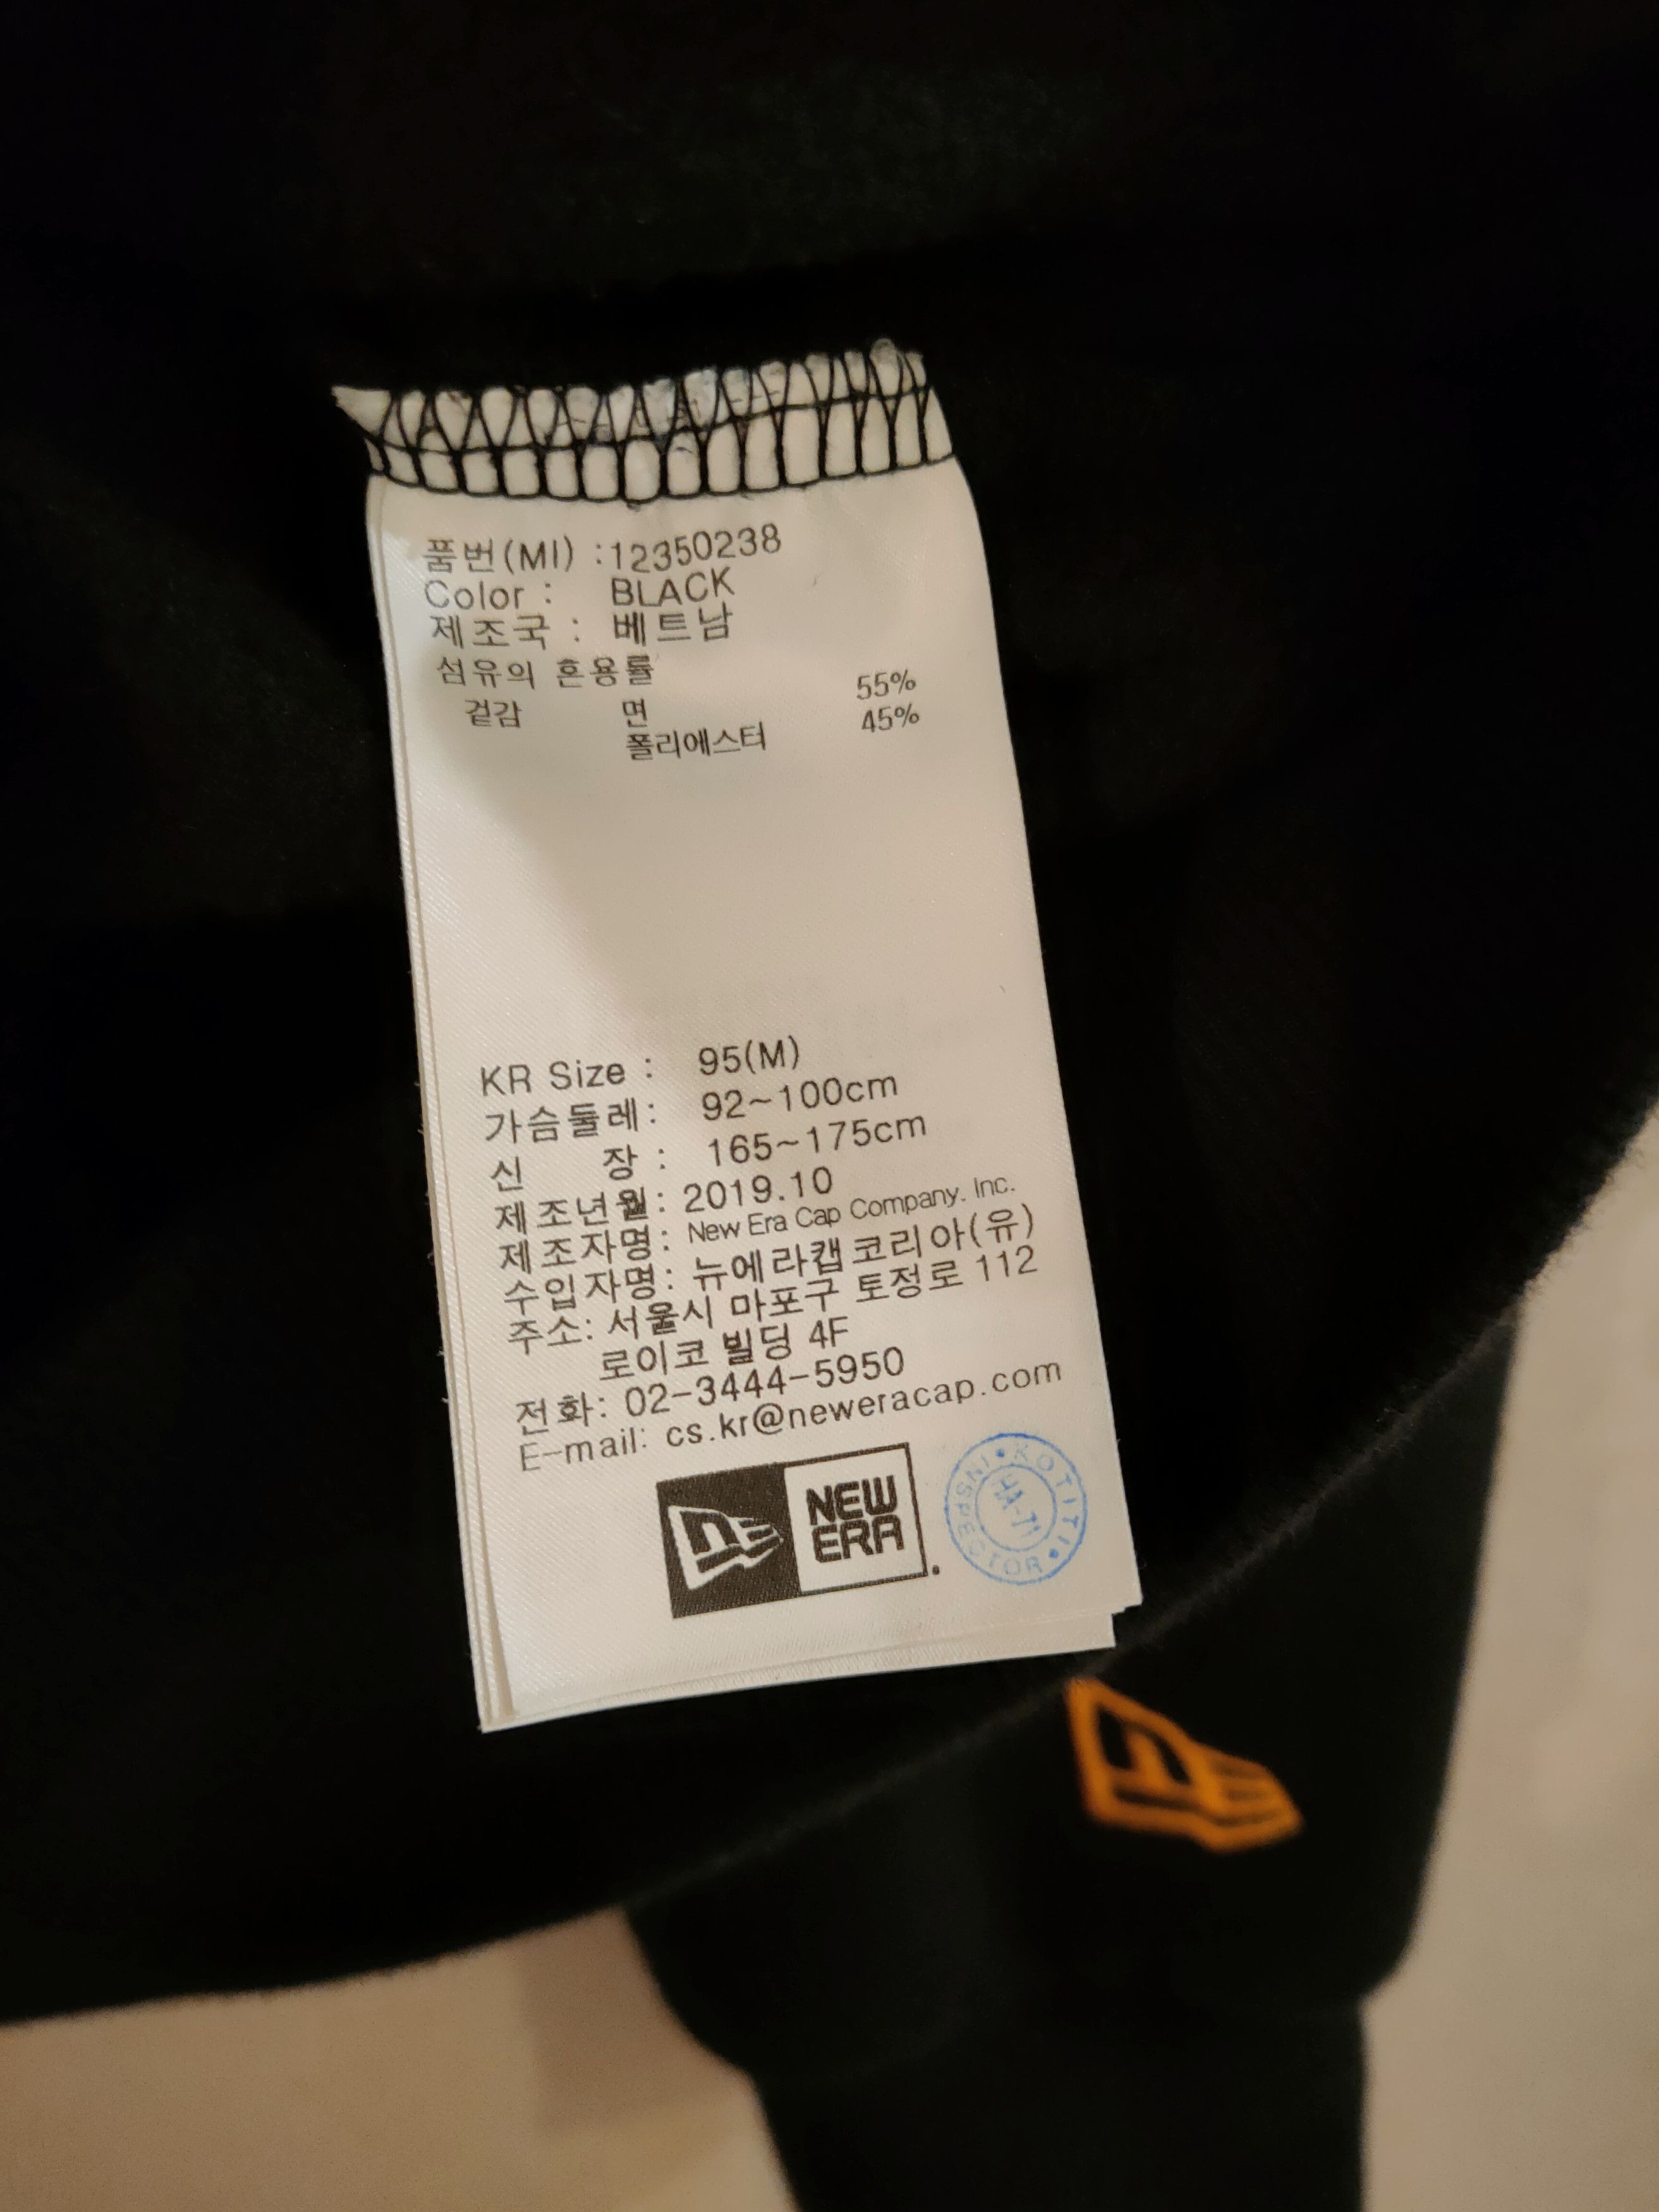 품번(MI) :12350238
Color : BLACK
제조국 : 베트남
섬유의 혼용률
겉감 면 55%
폴리에스터 45%
KR Size : 95(M)
가슴둘레: 92~100cm
신 장 : 165~175cm
제조년월: 2019.10
제조자명: New Era Cap Company. Inc.
수입자명: 뉴에라캡코리아(유)
주소: 서울시 마포구 토정로 112
로이코 빌딩 4F
전화: 02-3444-5950
E-mail: cs.kr@neweracap.com
NEW
ERA
KOTITI
HA-71
INSPECTOR